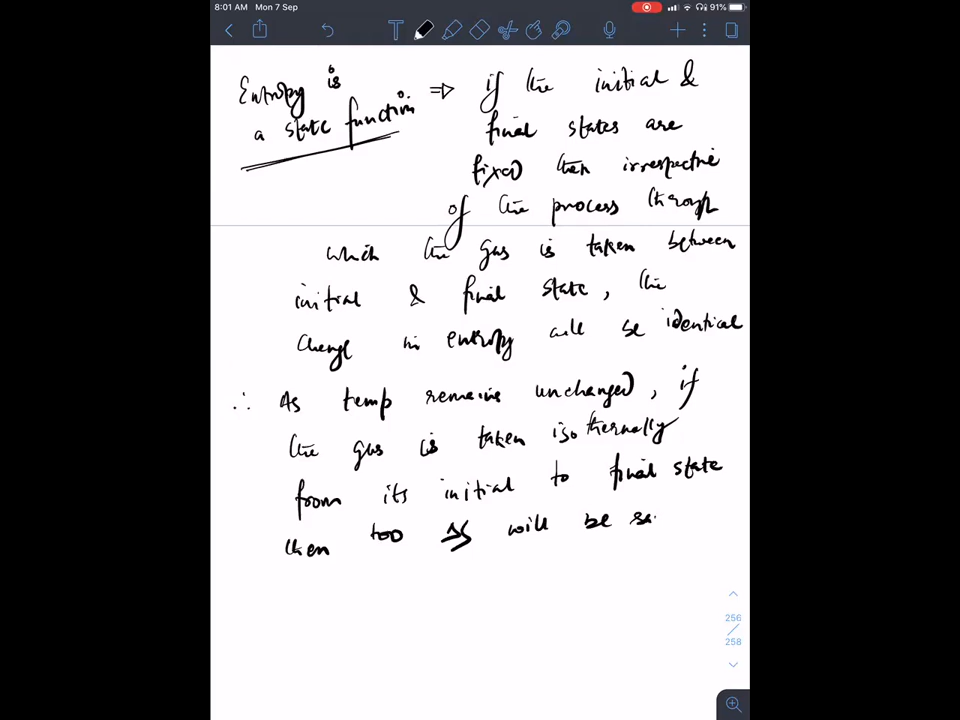 8:01 AM Mon 7 Sep 91%
Entropy is
a state function
⇒ if the initial &
final states are
fixed then irrespective
of the process through
which the gas is taken between
initial & final state, the
change in entropy will be identical
∴ As temp remains unchanged, if
the gas is taken isothermally
from its initial to final state
then too ΔS will be sa
256
258